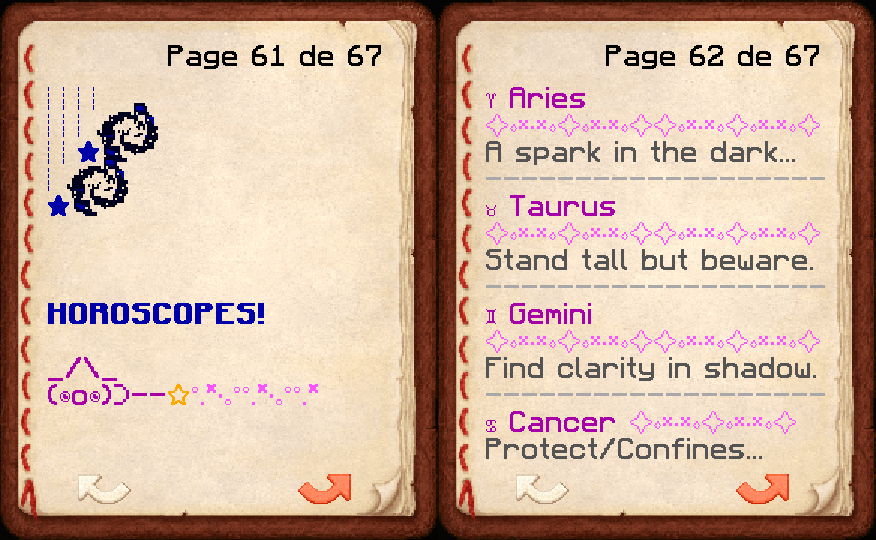 Page 61 de 67
HOROSCOPES!
Page 62 de 67
♈ Aries
A spark in the dark...
♉ Taurus
Stand tall but beware.
♊ Gemini
Find clarity in shadow.
♋ Cancer
Protect/Confines...